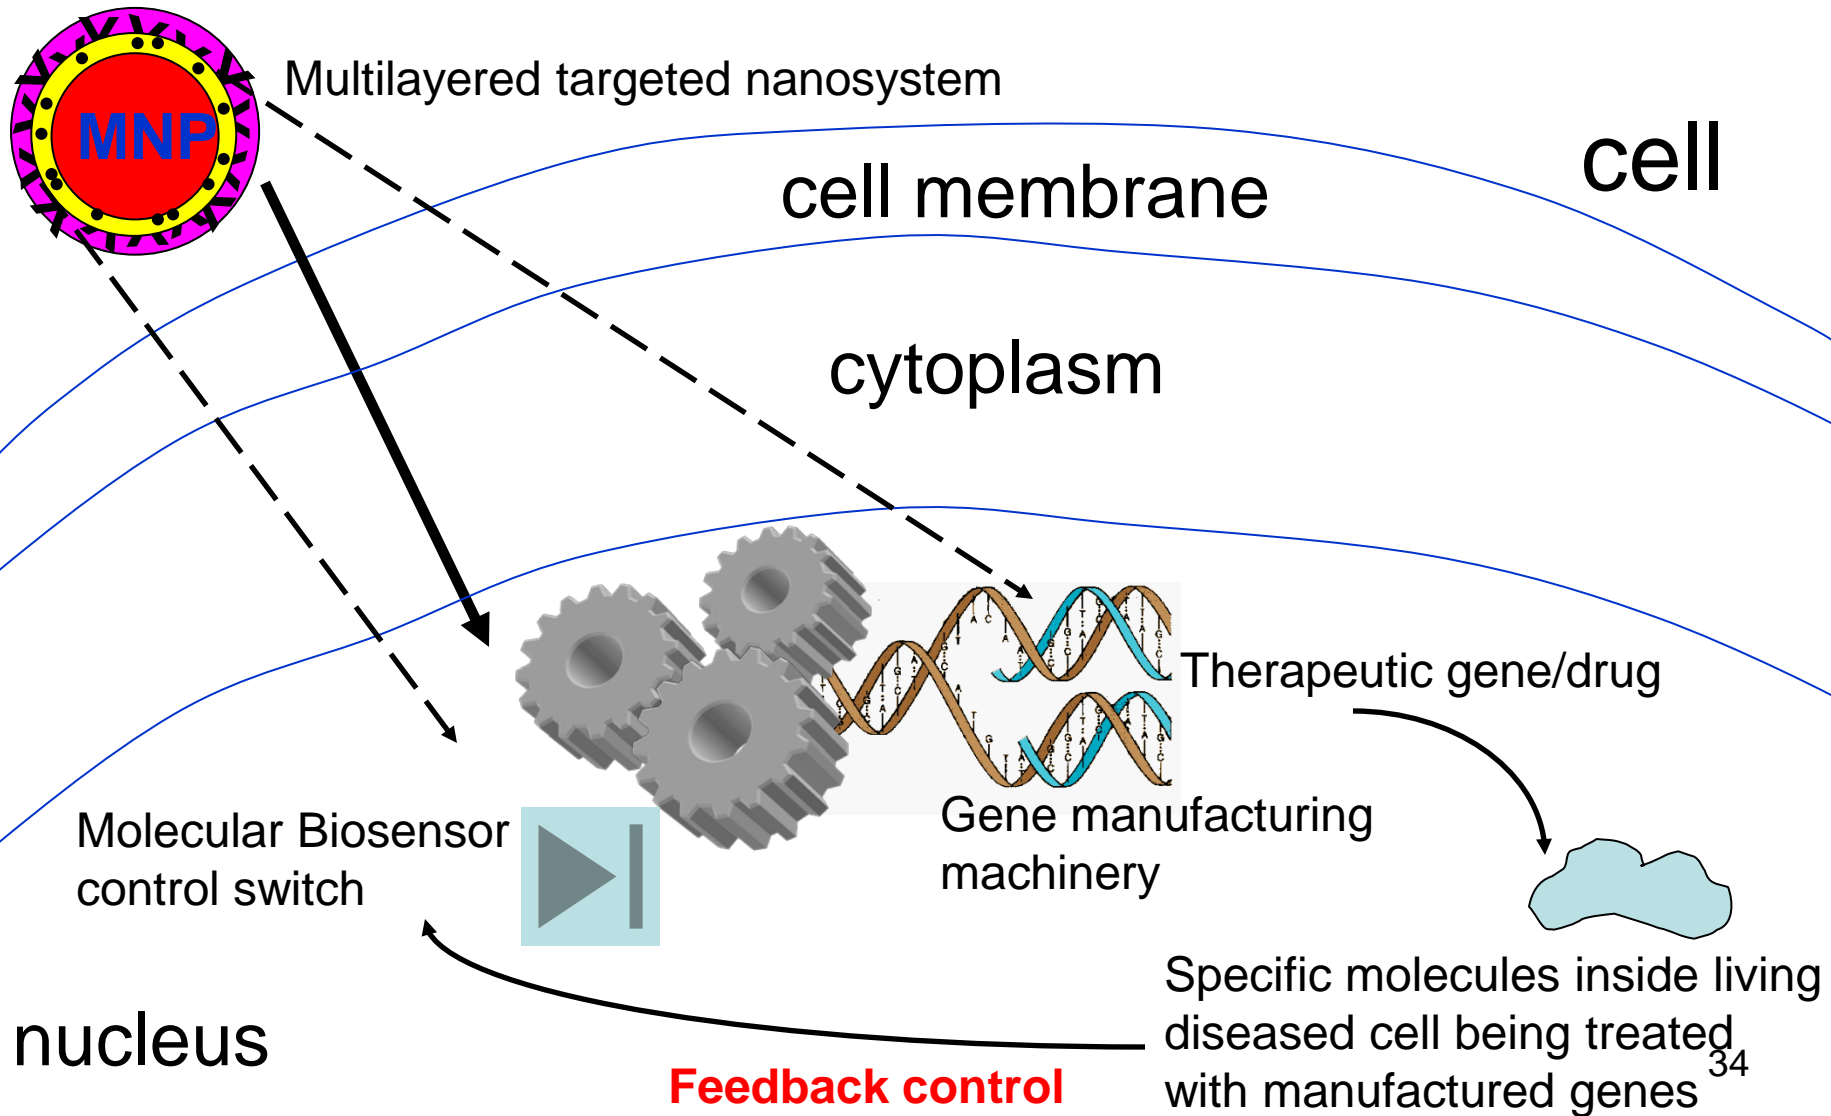 Multilayered targeted nanosystem
MNP
cell
cell membrane
cytoplasm
Therapeutic gene/drug
Gene manufacturing
machinery
Molecular Biosensor
control switch
Specific molecules inside living
diseased cell being treated
with manufactured genes
nucleus
Feedback control
34